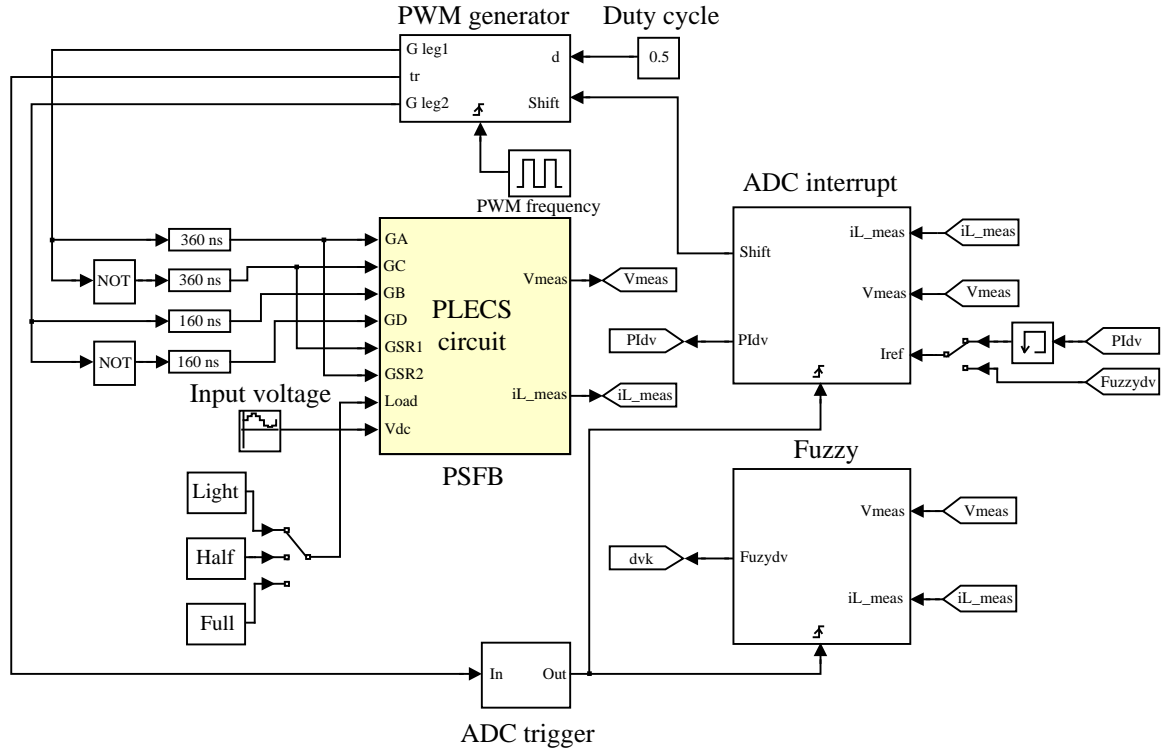 PWM generator
Duty cycle
G leg1
tr
G leg2
d
Shift
0.5
PWM frequency
ADC interrupt
360 ns
NOT
360 ns
160 ns
NOT
160 ns
GA
GC
GB
GD
GSR1
GSR2
Load
Vdc
PLECS
circuit
Vmeas
iL_meas
Vmeas
iL_meas
PSFB
Input voltage
Light
Half
Full
Shift
PIdv
iL_meas
Vmeas
Iref
PIdv
iL_meas
Vmeas
PIdv
Fuzzydv
Fuzzy
Vmeas
Fuzydv
iL_meas
dvk
Vmeas
iL_meas
In
Out
ADC trigger